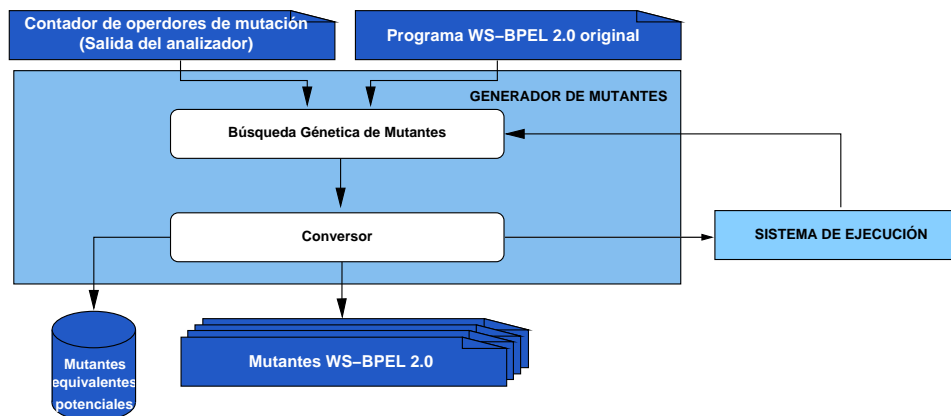 Contador de operdores de mutación
(Salida del analizador)
Programa WS–BPEL 2.0 original
GENERADOR DE MUTANTES
Búsqueda Génetica de Mutantes
Conversor
SISTEMA DE EJECUCIÓN
Mutantes
equivalentes
potenciales
Mutantes WS–BPEL 2.0